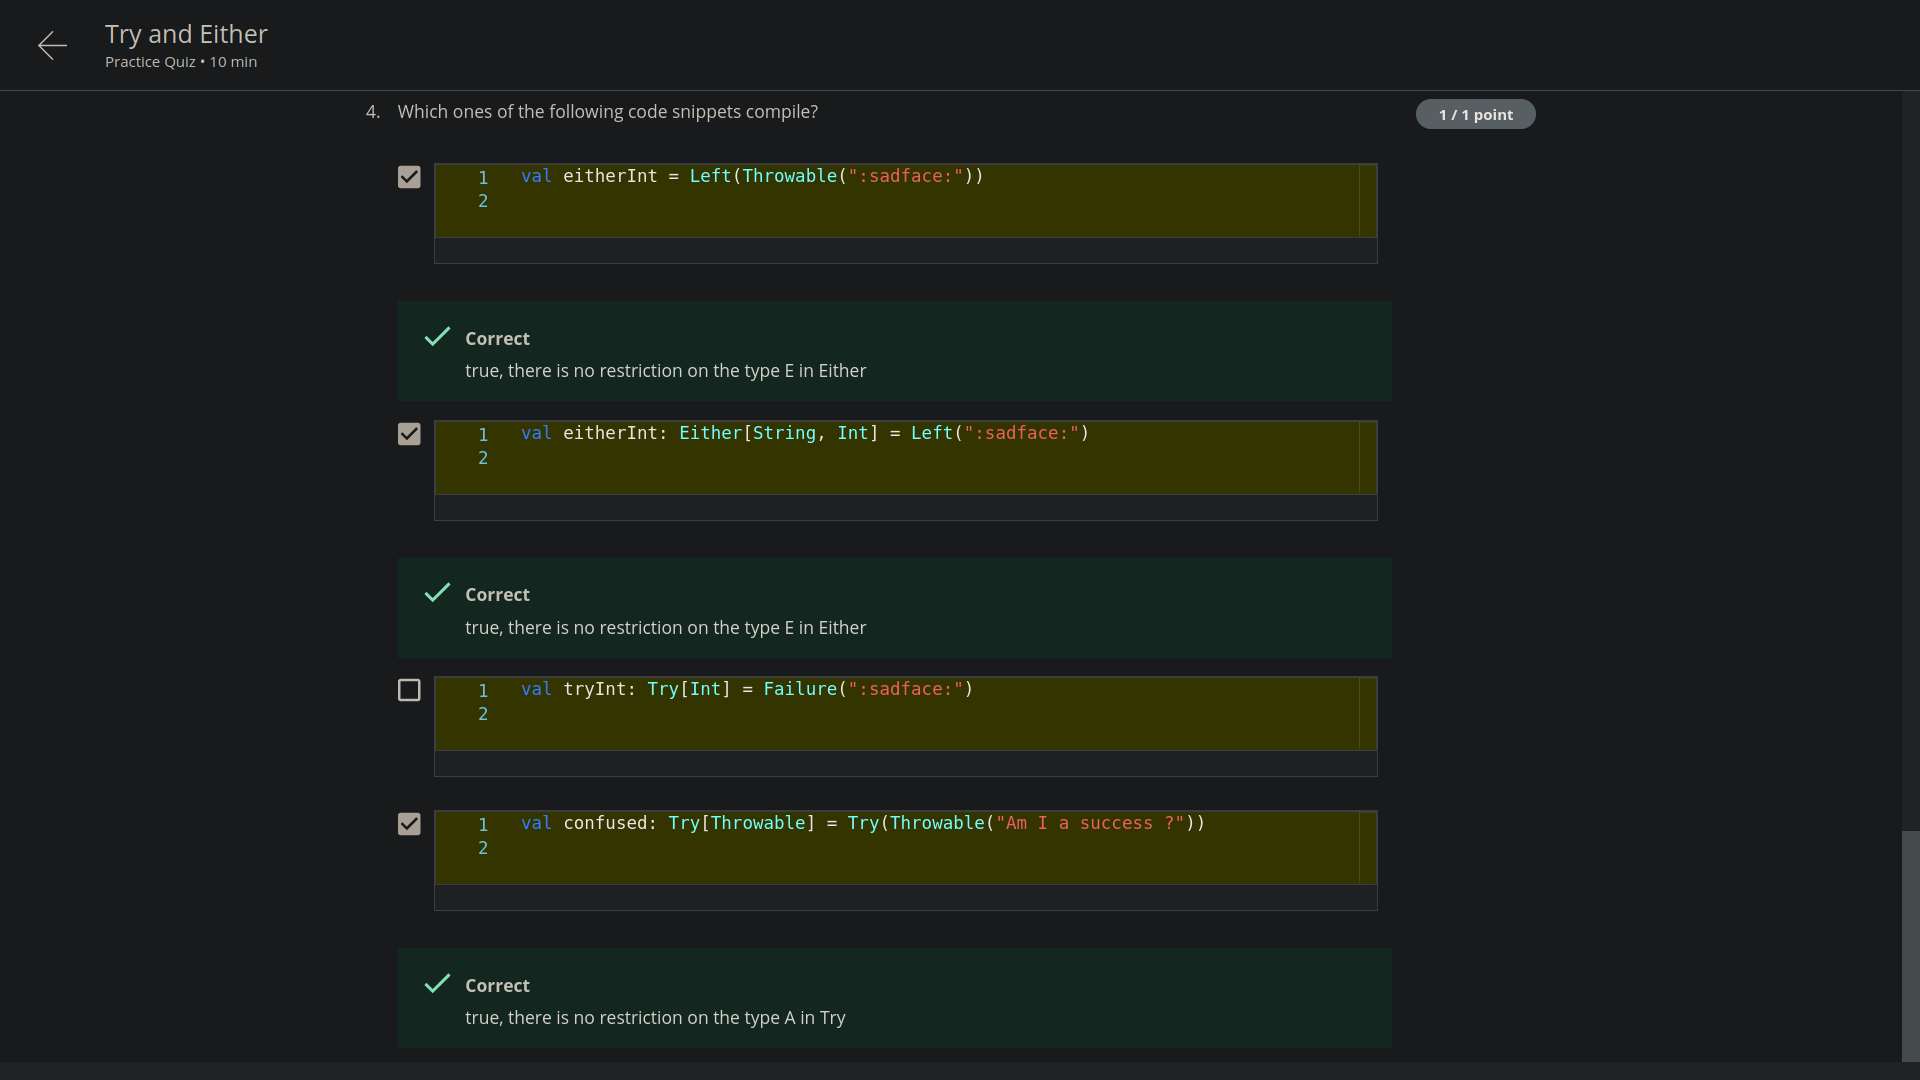 Try and Either
Practice Quiz • 10 min
4. Which ones of the following code snippets compile?
1 / 1 point
1 val eitherInt = Left(Throwable(":sadface:"))
2
Correct
true, there is no restriction on the type E in Either
1 val eitherInt: Either[String, Int] = Left(":sadface:")
2
Correct
true, there is no restriction on the type E in Either
1 val tryInt: Try[Int] = Failure(":sadface:")
2
1 val confused: Try[Throwable] = Try(Throwable("Am I a success ?"))
2
Correct
true, there is no restriction on the type A in Try